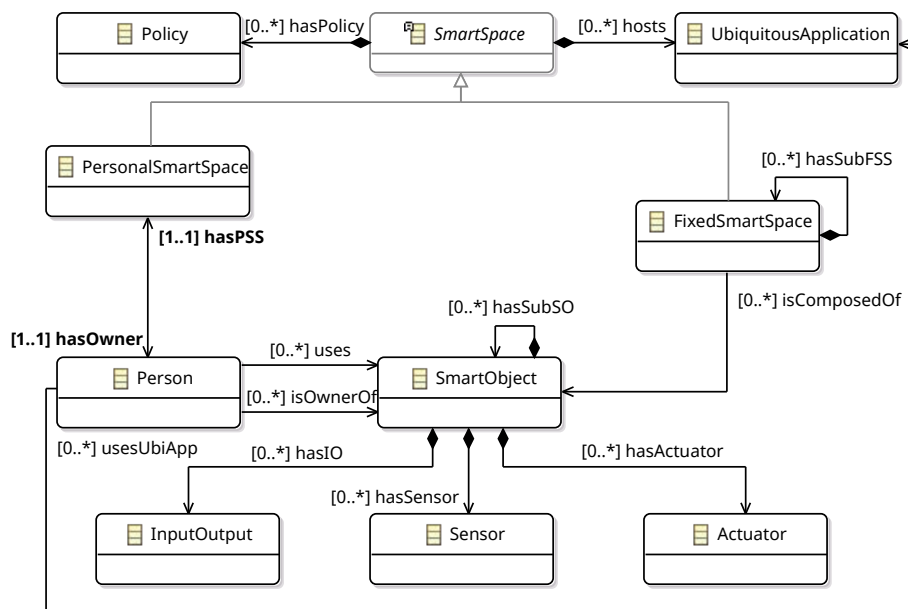 Policy
[0..*] hasPolicy
SmartSpace
[0..*] hosts
UbiquitousApplication
PersonalSmartSpace
[0..*] hasSubFSS
FixedSmartSpace
[1..1] hasPSS
[0..*] isComposedOf
[0..*] hasSubSO
[1..1] hasOwner
[0..*] uses
Person
SmartObject
[0..*] isOwnerOf
[0..*] usesUbiApp
[0..*] hasIO
[0..*] hasActuator
[0..*] hasSensor
InputOutput
Sensor
Actuator